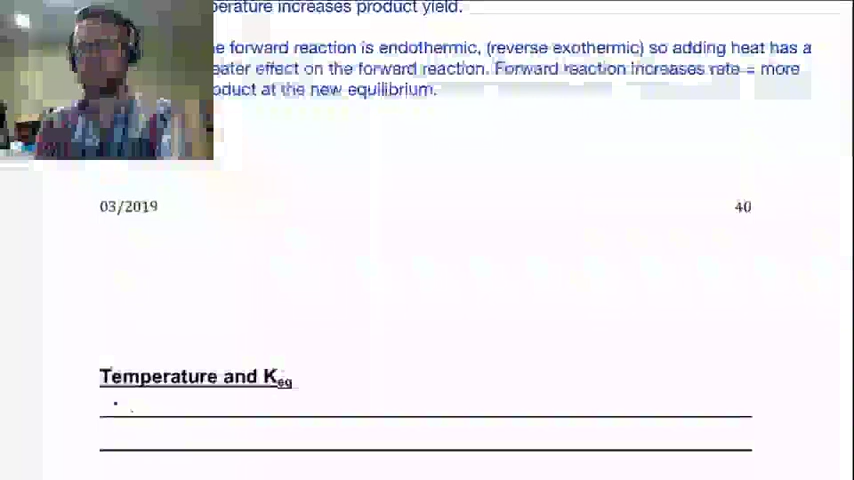 perature increases product yield.
e forward reaction is endothermic, (reverse exothermic) so adding heat has a
eater effect on the forward reaction. Forward reaction increases rate = more
oduct at the new equilibrium.
03/2019
40
Temperature and Keq